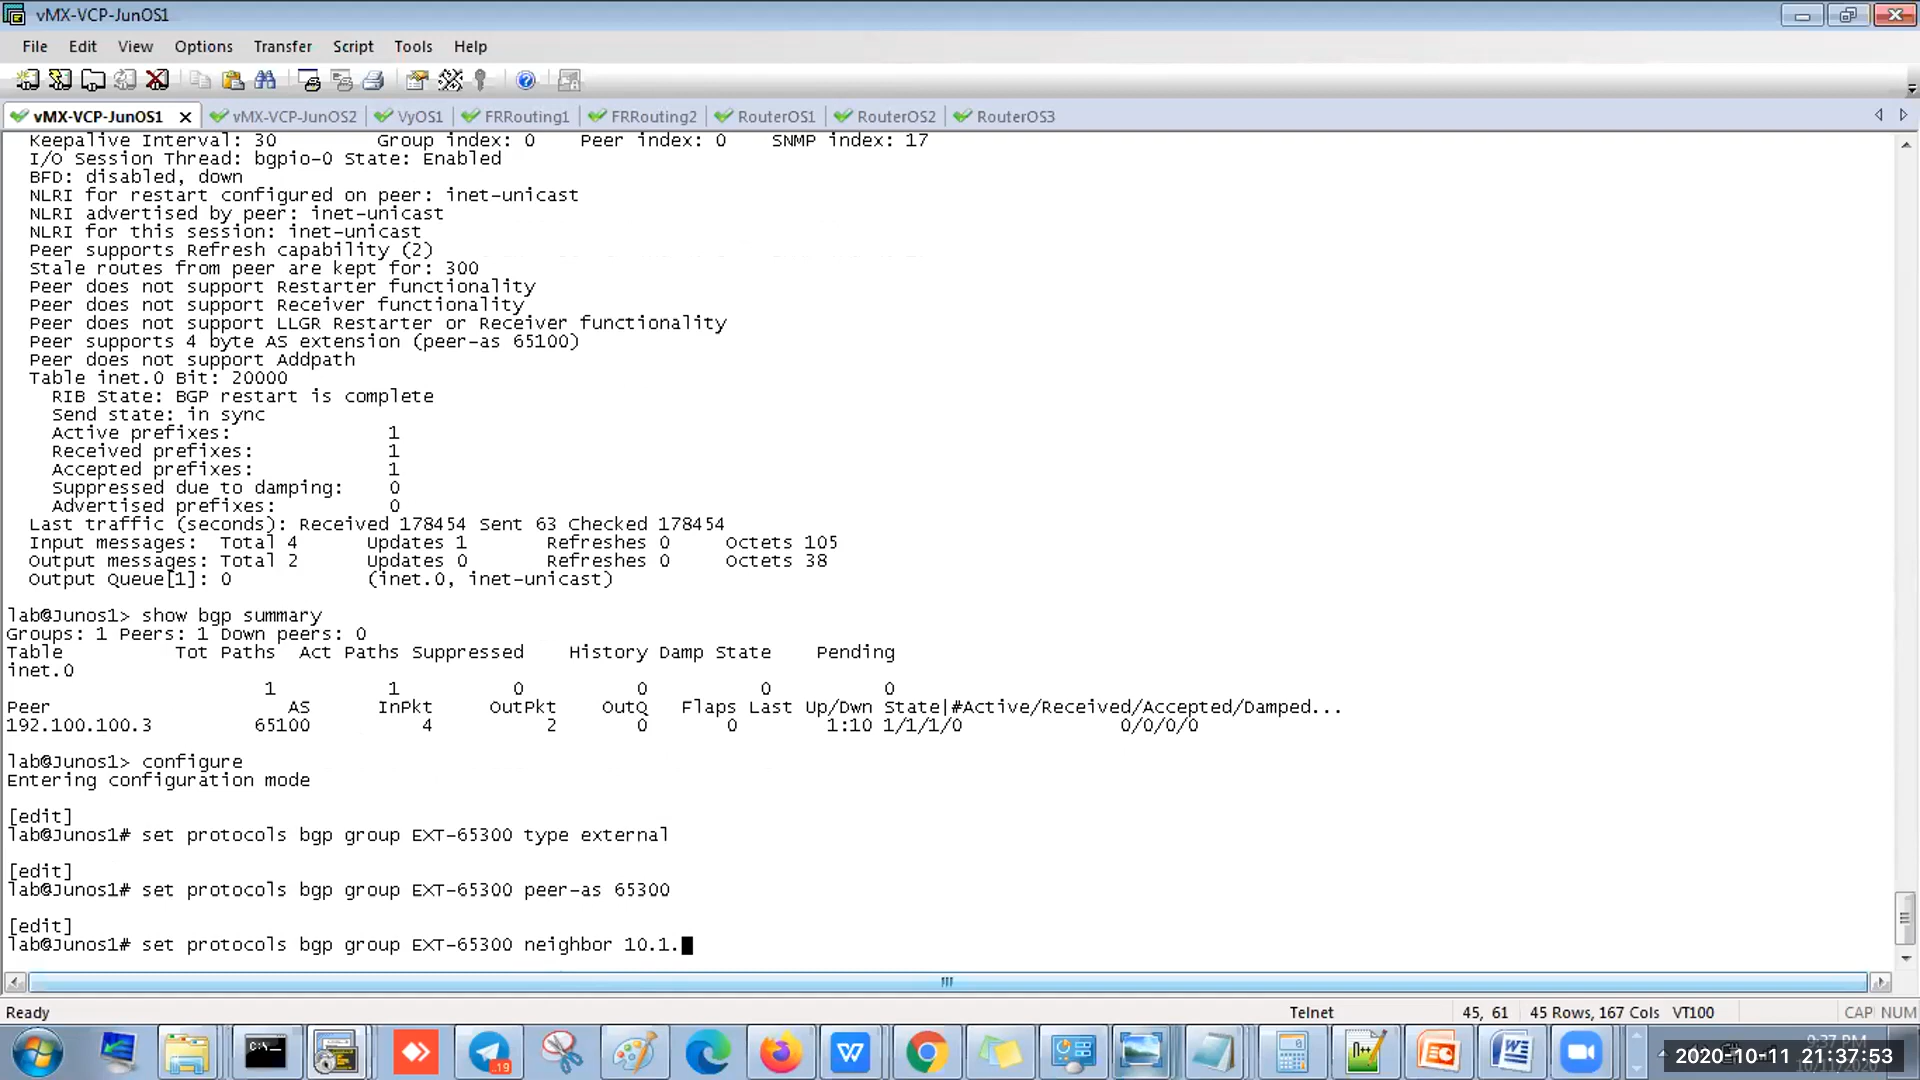 vMX-VCP-JunOS1
File Edit View Options Transfer Script Tools Help
vMX-VCP-JunOS1 vMX-VCP-JunOS2 VyOS1 FRRouting1 FRRouting2 RouterOS1 RouterOS2 RouterOS3
Keepalive Interval: 30 Group index: 0 Peer index: 0 SNMP index: 17
I/O Session Thread: bgpio-0 State: Enabled
BFD: disabled, down
NLRI for restart configured on peer: inet-unicast
NLRI advertised by peer: inet-unicast
NLRI for this session: inet-unicast
Peer supports Refresh capability (2)
Stale routes from peer are kept for: 300
Peer does not support Restarter functionality
Peer does not support Receiver functionality
Peer does not support LLGR Restarter or Receiver functionality
Peer supports 4 byte AS extension (peer-as 65100)
Peer does not support Addpath
Table inet.0 Bit: 20000
RIB State: BGP restart is complete
Send state: in sync
Active prefixes: 1
Received prefixes: 1
Accepted prefixes: 1
Suppressed due to damping: 0
Advertised prefixes: 0
Last traffic (seconds): Received 178454 Sent 63 Checked 178454
Input messages: Total 4 Updates 1 Refreshes 0 Octets 105
Output messages: Total 2 Updates 0 Refreshes 0 Octets 38
Output Queue[1]: 0 (inet.0, inet-unicast)
lab@Junos1> show bgp summary
Groups: 1 Peers: 1 Down peers: 0
Table Tot Paths Act Paths Suppressed History Damp State Pending
inet.0
1 1 0 0 0 0
Peer AS InPkt OutPkt OutQ Flaps Last Up/Dwn State|#Active/Received/Accepted/Damped...
192.100.100.3 65100 4 2 0 0 1:10 1/1/1/0 0/0/0/0
lab@Junos1> configure
Entering configuration mode
[edit]
lab@Junos1# set protocols bgp group EXT-65300 type external
[edit]
lab@Junos1# set protocols bgp group EXT-65300 peer-as 65300
[edit]
lab@Junos1# set protocols bgp group EXT-65300 neighbor 10.1.
Ready Telnet 45, 61 45 Rows, 167 Cols VT100 CAP NUM
C:\_
.19
W
n++
9:37 PM
2020-10-11 21:37:53